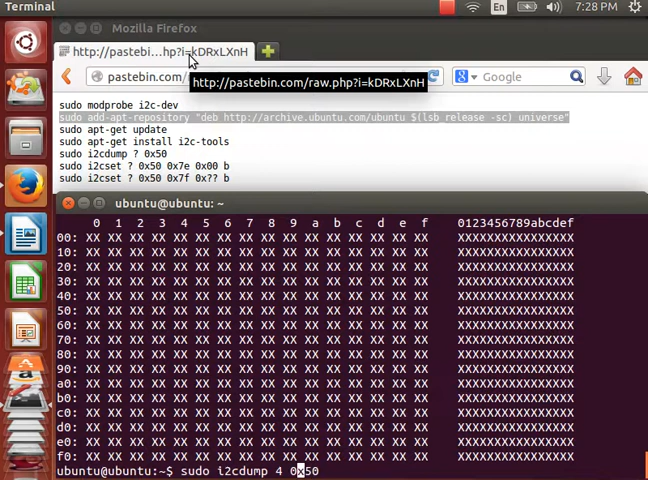 Terminal
En
7:28 PM
Mozilla Firefox
http://pastebi...hp?i=kDRxLXnH
pastebin.com/
http://pastebin.com/raw.php?i=kDRxLXnH
Google
sudo modprobe i2c-dev
sudo add-apt-repository "deb http://archive.ubuntu.com/ubuntu $(lsb_release -sc) universe"
sudo apt-get update
sudo apt-get install i2c-tools
sudo i2cdump ? 0x50
sudo i2cset ? 0x50 0x7e 0x00 b
sudo i2cset ? 0x50 0x7f 0x?? b
ubuntu@ubuntu: ~
0 1 2 3 4 5 6 7 8 9 a b c d e f 0123456789abcdef
00: XX XX XX XX XX XX XX XX XX XX XX XX XX XX XX XX XXXXXXXXXXXXXXXX
10: XX XX XX XX XX XX XX XX XX XX XX XX XX XX XX XX XXXXXXXXXXXXXXXX
20: XX XX XX XX XX XX XX XX XX XX XX XX XX XX XX XX XXXXXXXXXXXXXXXX
30: XX XX XX XX XX XX XX XX XX XX XX XX XX XX XX XX XXXXXXXXXXXXXXXX
40: XX XX XX XX XX XX XX XX XX XX XX XX XX XX XX XX XXXXXXXXXXXXXXXX
50: XX XX XX XX XX XX XX XX XX XX XX XX XX XX XX XX XXXXXXXXXXXXXXXX
60: XX XX XX XX XX XX XX XX XX XX XX XX XX XX XX XX XXXXXXXXXXXXXXXX
70: XX XX XX XX XX XX XX XX XX XX XX XX XX XX XX XX XXXXXXXXXXXXXXXX
80: XX XX XX XX XX XX XX XX XX XX XX XX XX XX XX XX XXXXXXXXXXXXXXXX
90: XX XX XX XX XX XX XX XX XX XX XX XX XX XX XX XX XXXXXXXXXXXXXXXX
a0: XX XX XX XX XX XX XX XX XX XX XX XX XX XX XX XX XXXXXXXXXXXXXXXX
b0: XX XX XX XX XX XX XX XX XX XX XX XX XX XX XX XX XXXXXXXXXXXXXXXX
c0: XX XX XX XX XX XX XX XX XX XX XX XX XX XX XX XX XXXXXXXXXXXXXXXX
d0: XX XX XX XX XX XX XX XX XX XX XX XX XX XX XX XX XXXXXXXXXXXXXXXX
e0: XX XX XX XX XX XX XX XX XX XX XX XX XX XX XX XX XXXXXXXXXXXXXXXX
f0: XX XX XX XX XX XX XX XX XX XX XX XX XX XX XX XX XXXXXXXXXXXXXXXX
ubuntu@ubuntu:~$ sudo i2cdump 4 0x50